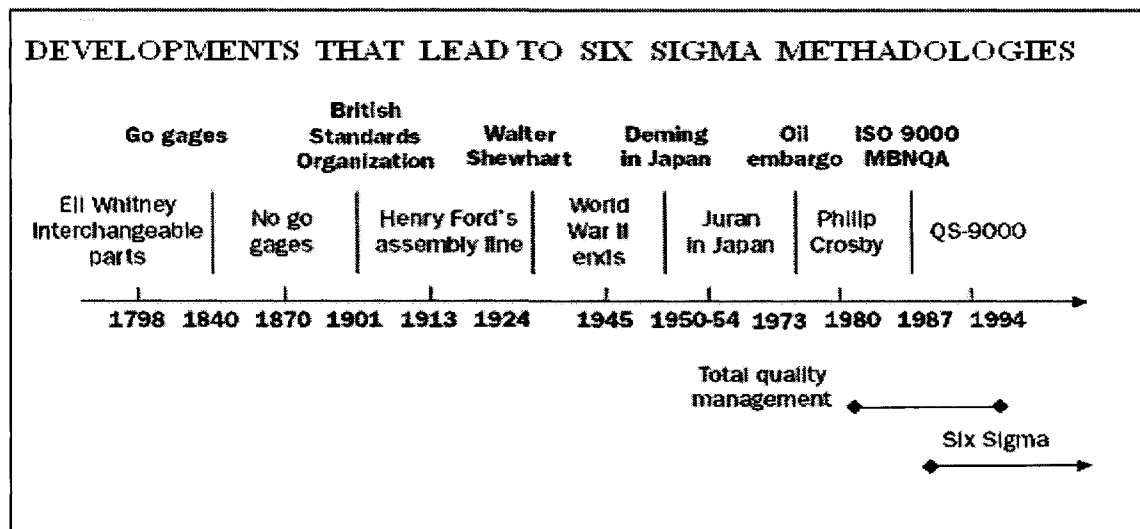 DEVELOPMENTS THAT LEAD TO SIX SIGMA METHADOLOGIES
Go gages
British
Standards
Organization
Walter
Shewhart
Deming
in Japan
Oil
embargo
ISO 9000
MBNQA
Eli Whitney
Interchangeable
parts
No go
gages
Henry Ford's
assembly line
World
War II
ends
Juran
in Japan
Philip
Crosby
QS-9000
1798 1840 1870 1901 1913 1924 1945 1950-54 1973 1980 1987 1994
Total quality
management
Six Sigma